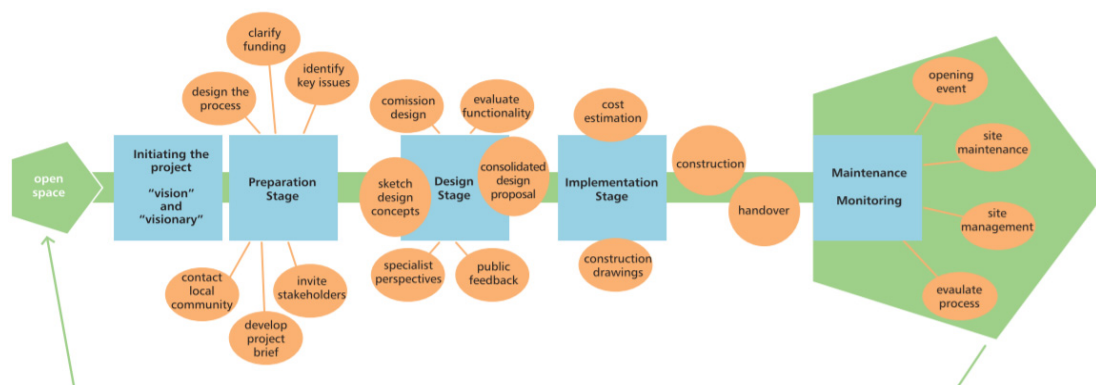 open
space
Initiating the
project
“vision”
and
“visionary”
design the
process
clarify
funding
identify
key issues
Preparation
Stage
contact
local
community
develop
project
brief
invite
stakeholders
sketch
design
concepts
comission
design
evaluate
functionality
Design
Stage
consolidated
design
proposal
specialist
perspectives
public
feedback
cost
estimation
Implementation
Stage
construction
drawings
construction
handover
Maintenance
Monitoring
opening
event
site
maintenance
site
management
evaulate
process